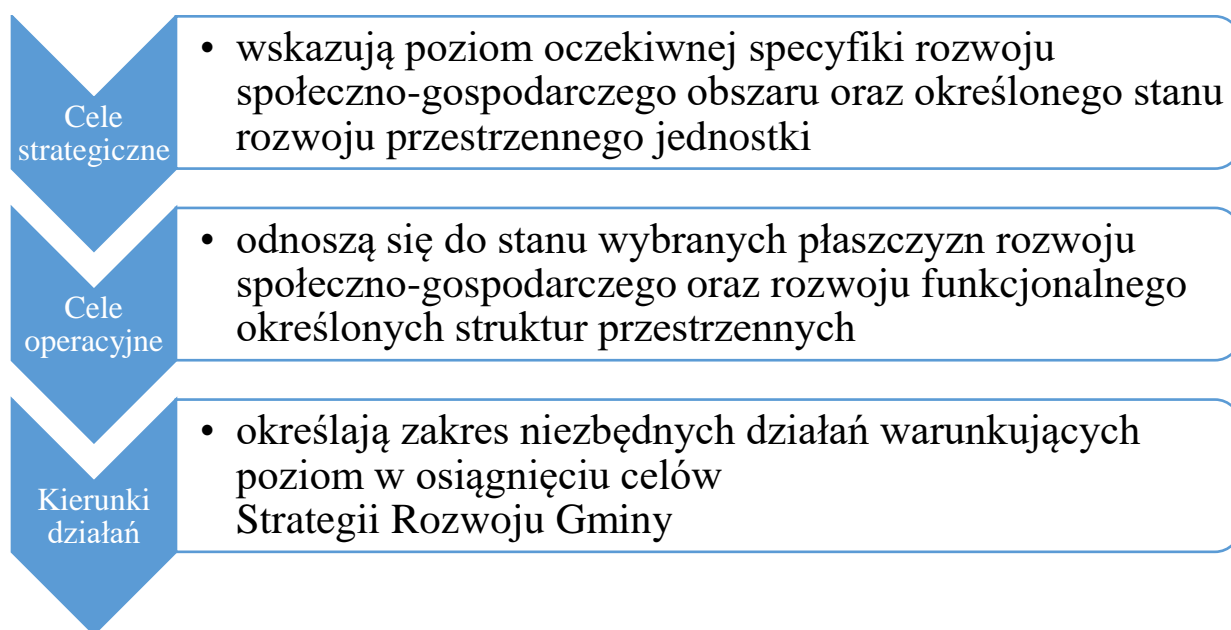 Cele
strategiczne
• wskazują poziom oczekiwnej specyfiki rozwoju
społeczno-gospodarczego obszaru oraz określonego stanu
rozwoju przestrzennego jednostki
Cele
operacyjne
• odnoszą się do stanu wybranych płaszczyzn rozwoju
społeczno-gospodarczego oraz rozwoju funkcjonalnego
określonych struktur przestrzennych
Kierunki
działań
• określają zakres niezbędnych działań warunkujących
poziom w osiągnięciu celów
Strategii Rozwoju Gminy